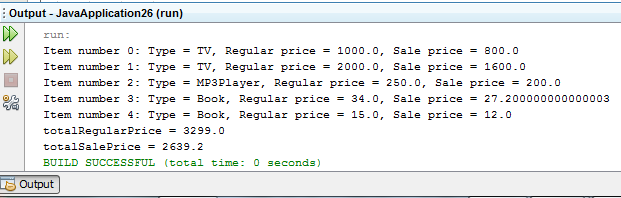 Output - JavaApplication26 (run)
run:
Item number 0: Type = TV, Regular price = 1000.0, Sale price = 800.0
Item number 1: Type = TV, Regular price = 2000.0, Sale price = 1600.0
Item number 2: Type = MP3Player, Regular price = 250.0, Sale price = 200.0
Item number 3: Type = Book, Regular price = 34.0, Sale price = 27.200000000000003
Item number 4: Type = Book, Regular price = 15.0, Sale price = 12.0
totalRegularPrice = 3299.0
totalSalePrice = 2639.2
BUILD SUCCESSFUL (total time: 0 seconds)
Output